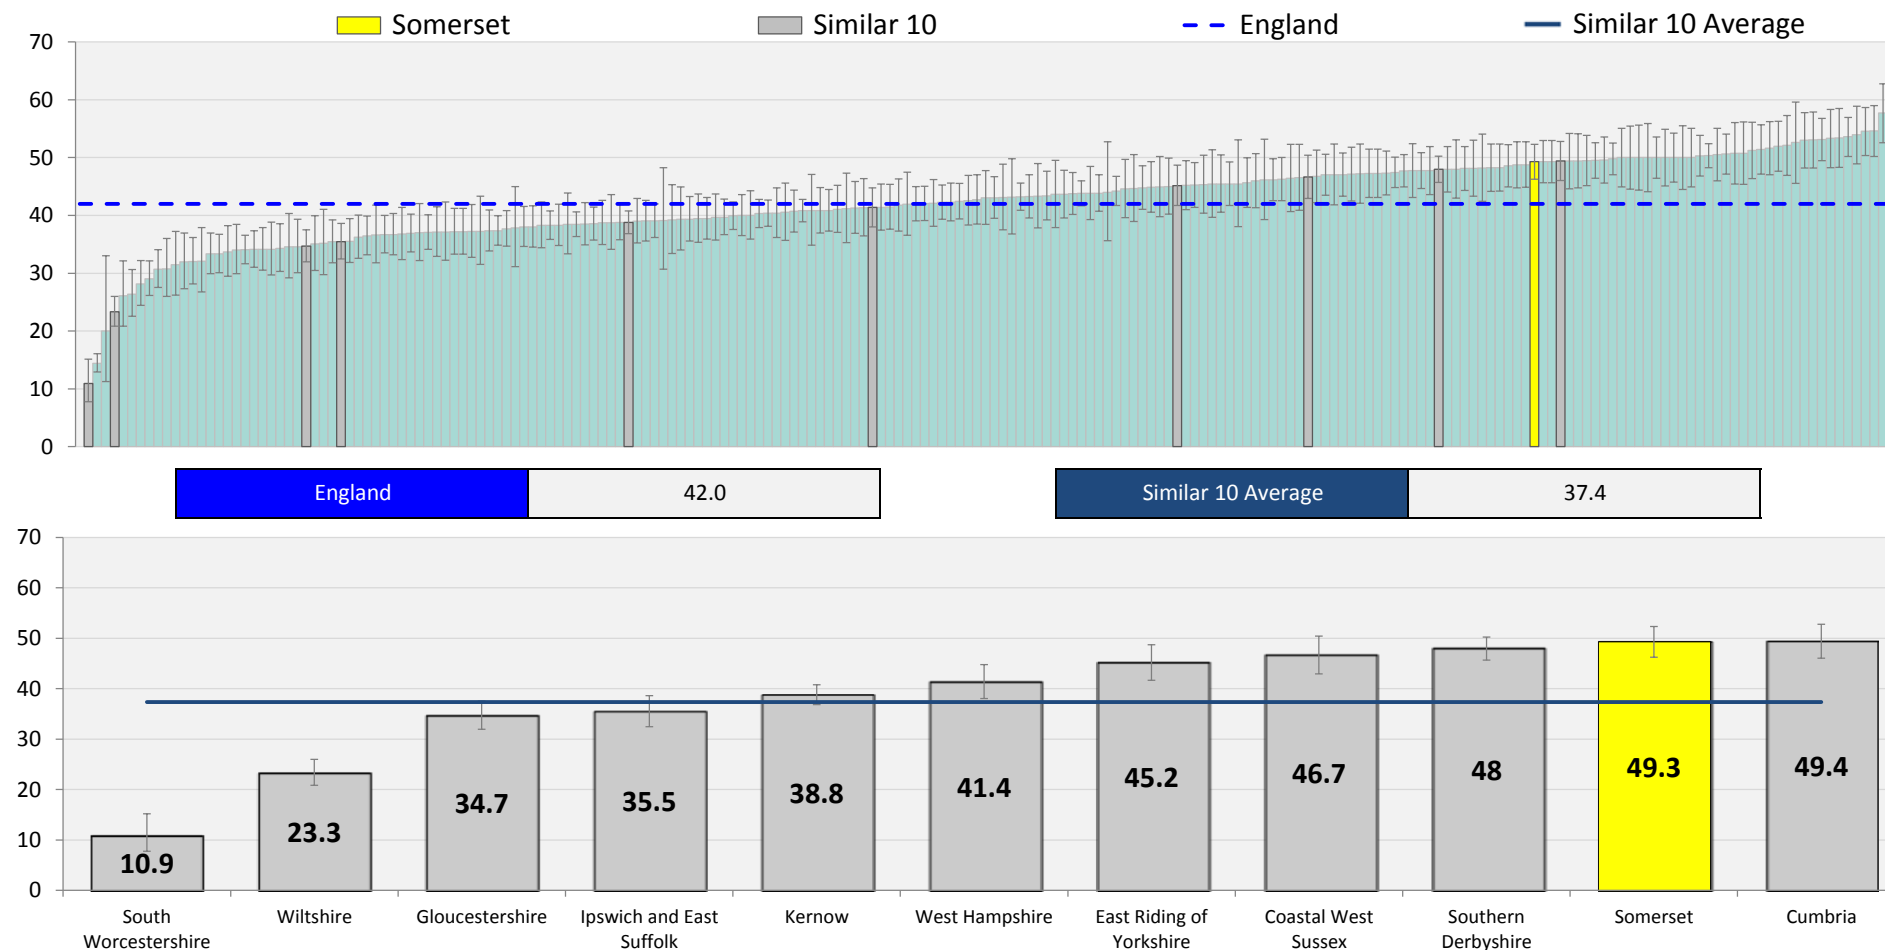 Somerset
Similar 10
England
Similar 10 Average
70
60
50
40
30
20
10
0
England
42.0
Similar 10 Average
37.4
70
60
50
40
30
20
10
0
10.9
23.3
34.7
35.5
38.8
41.4
45.2
46.7
48
49.3
49.4
South
Worcestershire
Wiltshire
Gloucestershire
Ipswich and East
Suffolk
Kernow
West Hampshire
East Riding of
Yorkshire
Coastal West
Sussex
Southern
Derbyshire
Somerset
Cumbria